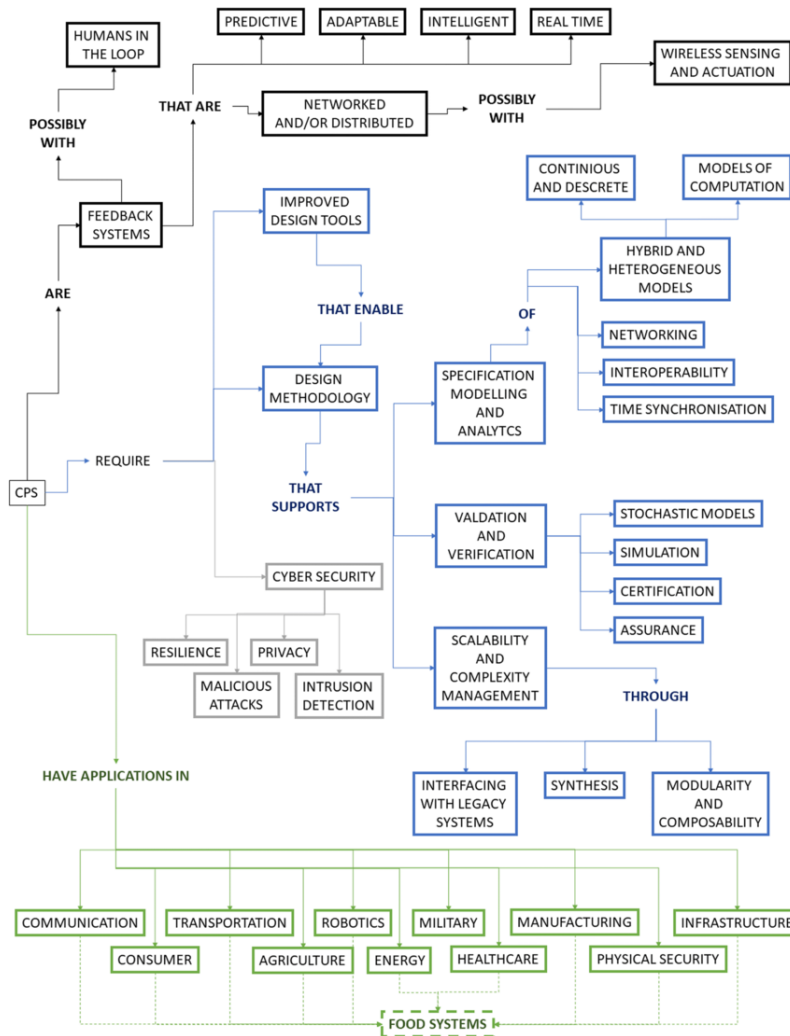 PREDICTIVE
ADAPTABLE
INTELLIGENT
REAL TIME
HUMANS IN
THE LOOP
WIRELESS SENSING
AND ACTUATION
THAT ARE
NETWORKED
AND/OR DISTRIBUTED
POSSIBLY
WITH
POSSIBLY
WITH
CONTINIOUS
AND DESCRETE
MODELS OF
COMPUTATION
FEEDBACK
SYSTEMS
IMPROVED
DESIGN TOOLS
HYBRID AND
HETEROGENEOUS
MODELS
ARE
THAT ENABLE
OF
NETWORKING
DESIGN
METHODOLOGY
SPECIFICATION
MODELLING
AND
ANALYTCS
INTEROPERABILITY
TIME SYNCHRONISATION
REQUIRE
CPS
THAT
SUPPORTS
STOCHASTIC MODELS
VALDATION
AND
VERIFICATION
SIMULATION
CYBER SECURITY
CERTIFICATION
ASSURANCE
RESILIENCE
PRIVACY
SCALABILITY
AND
COMPLEXITY
MANAGEMENT
MALICIOUS
ATTACKS
INTRUSION
DETECTION
THROUGH
HAVE APPLICATIONS IN
INTERFACING
WITH LEGACY
SYSTEMS
SYNTHESIS
MODULARITY
AND
COMPOSABILITY
COMMUNICATION
TRANSPORTATION
ROBOTICS
MILITARY
MANUFACTURING
INFRASTRUCTURE
CONSUMER
AGRICULTURE
ENERGY
HEALTHCARE
PHYSICAL SECURITY
FOOD SYSTEMS